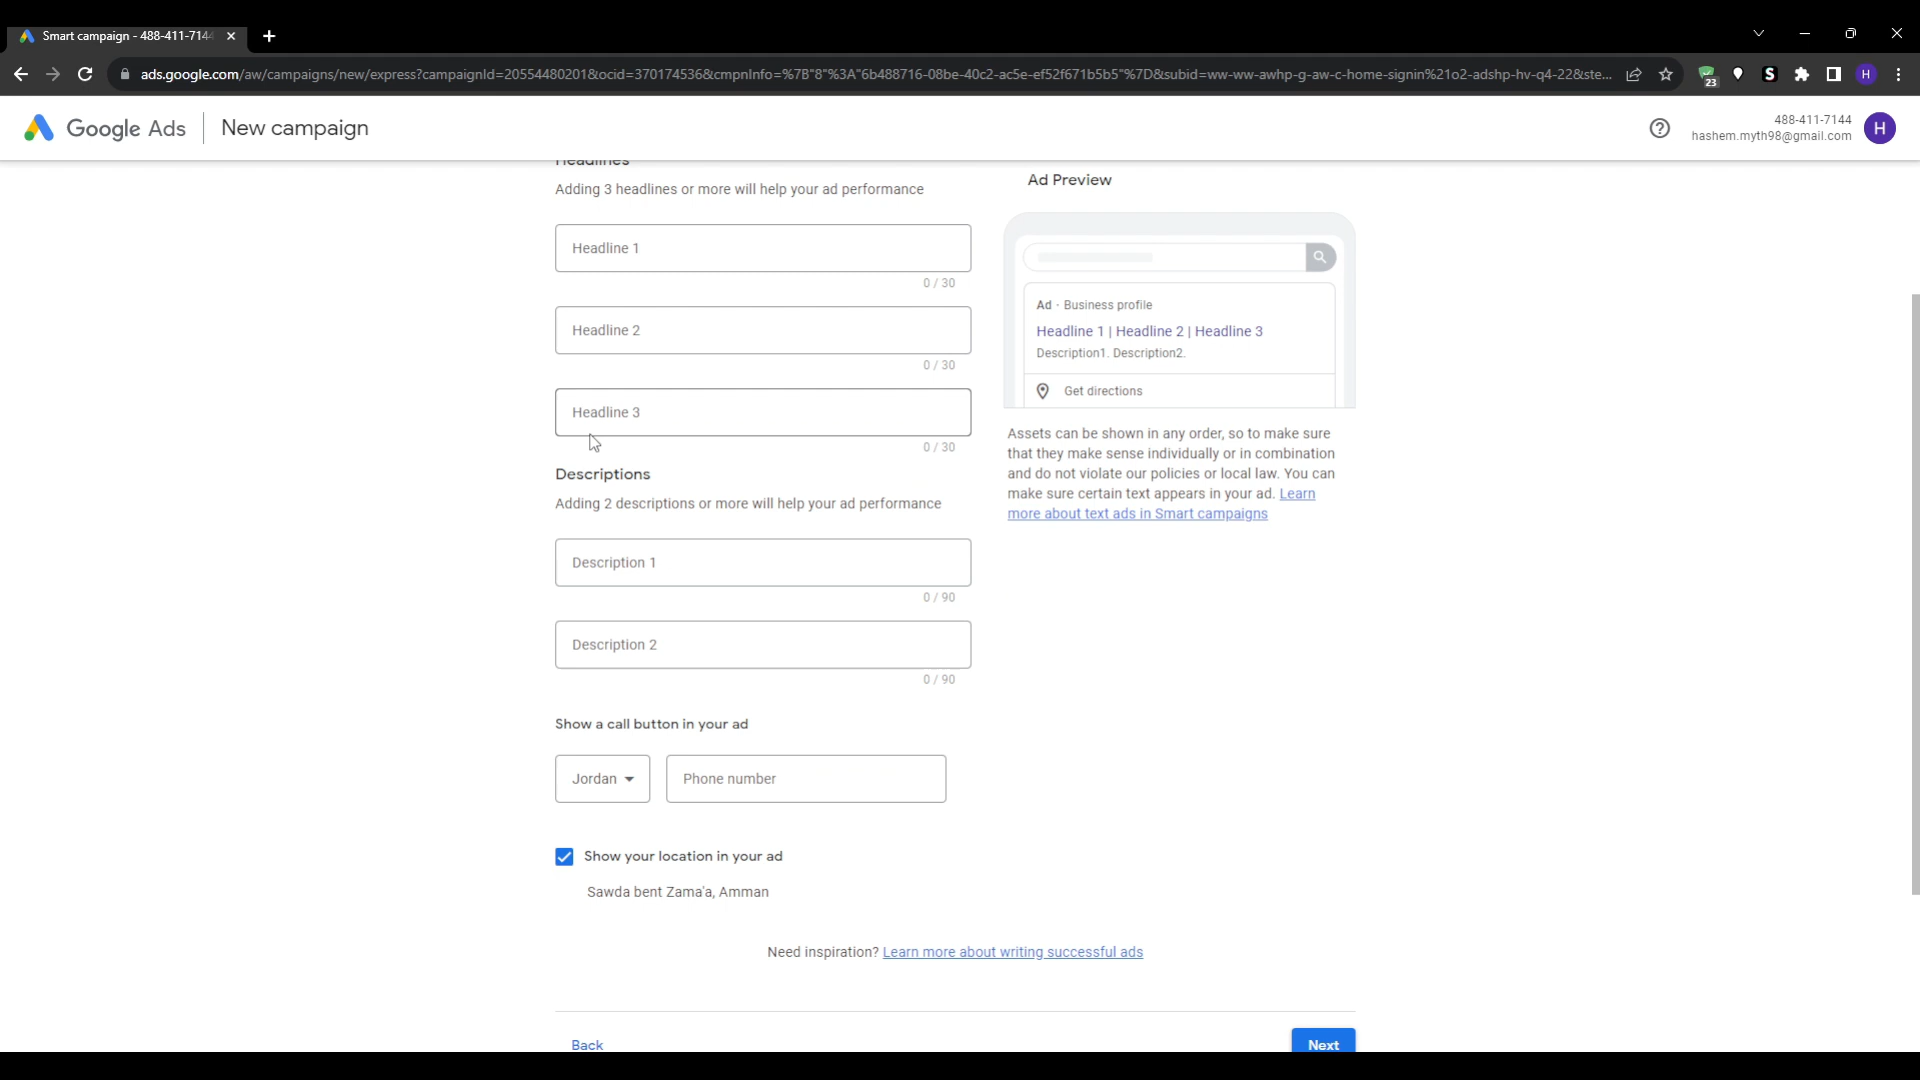 Smart campaign - 488-411-7144
ads.google.com/aw/campaigns/new/express?campaignId=20554480201&ocid=370174536&cmpnInfo=%7B"8"%3A"6b488716-08be-40c2-ac5e-ef52f671b5b5"%7D&subid=ww-ww-awhp-g-aw-c-home-signin%21o2-adshp-hv-q4-22&ste...
23
S
H
Google Ads
New campaign
488-411-7144
hashem.myth98@gmail.com
H
Headlines
Adding 3 headlines or more will help your ad performance
Headline 1
0 / 30
Headline 2
0 / 30
Headline 3
0 / 30
Descriptions
Adding 2 descriptions or more will help your ad performance
Description 1
0 / 90
Description 2
0 / 90
Show a call button in your ad
Jordan
Phone number
Show your location in your ad
Sawda bent Zama'a, Amman
Ad Preview
Ad · Business profile
Headline 1 | Headline 2 | Headline 3
Description1. Description2.
Get directions
Assets can be shown in any order, so to make sure
that they make sense individually or in combination
and do not violate our policies or local law. You can
make sure certain text appears in your ad. Learn
more about text ads in Smart campaigns
Need inspiration? Learn more about writing successful ads
Back
Next